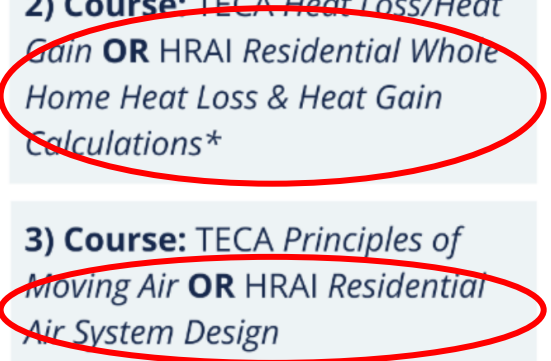 2) Course: TECA Heat Loss/Heat
Gain OR HRAI Residential Whole
Home Heat Loss & Heat Gain
Calculations*
3) Course: TECA Principles of
Moving Air OR HRAI Residential
Air System Design